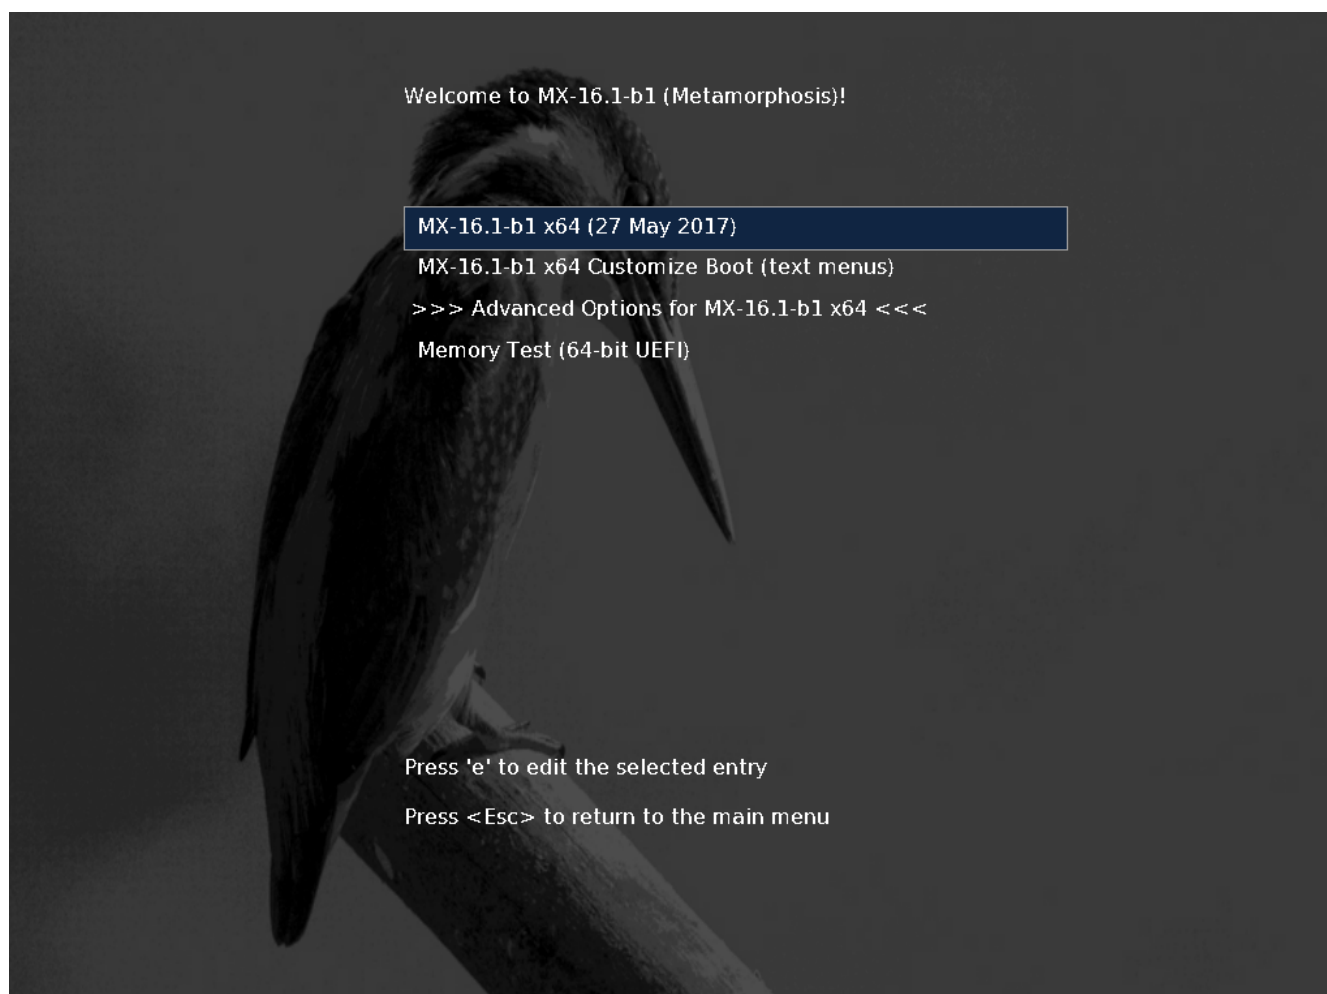 Welcome to MX-16.1-b1 (Metamorphosis)!
MX-16.1-b1 x64 (27 May 2017)
MX-16.1-b1 x64 Customize Boot (text menus)
>>> Advanced Options for MX-16.1-b1 x64 <<<
Memory Test (64-bit UEFI)
Press 'e' to edit the selected entry
Press <Esc> to return to the main menu